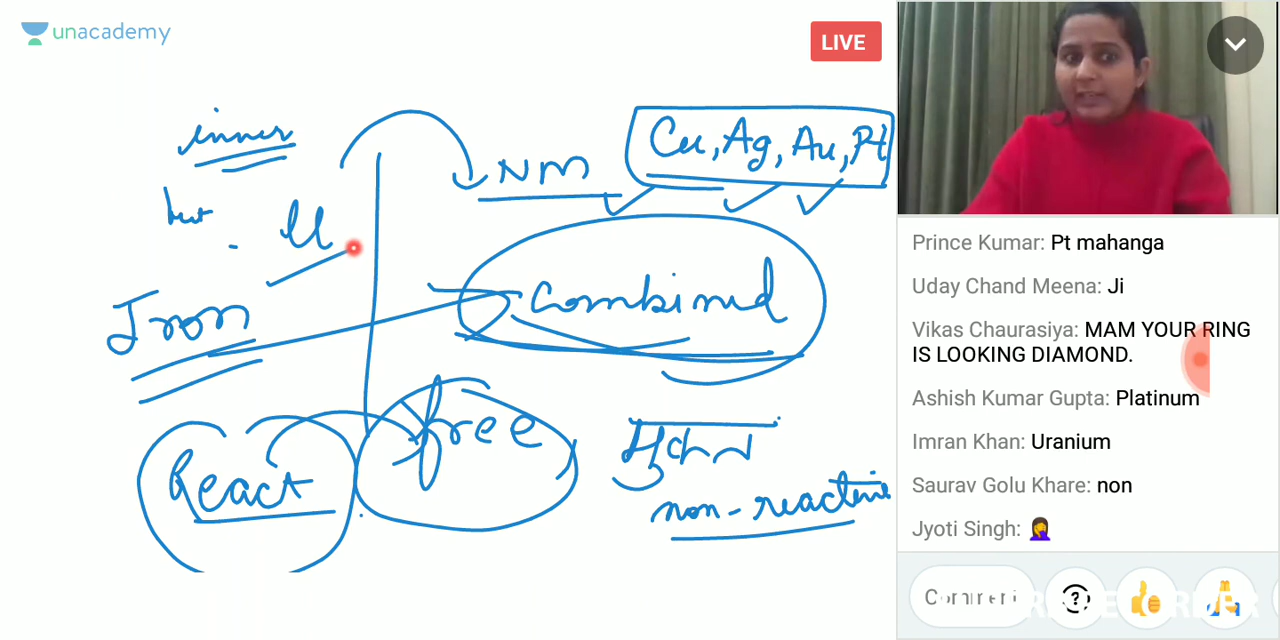 unacademy
LIVE
inner
NM
Cu, Ag, Au, Pt
but
M
Iron
Combined
React
free
मुक्त
non-reactive
Prince Kumar: Pt mahanga
Uday Chand Meena: Ji
Vikas Chaurasiya: MAM YOUR RING
IS LOOKING DIAMOND.
Ashish Kumar Gupta: Platinum
Imran Khan: Uranium
Saurav Golu Khare: non
Jyoti Singh: 🤦‍♀️
Comment